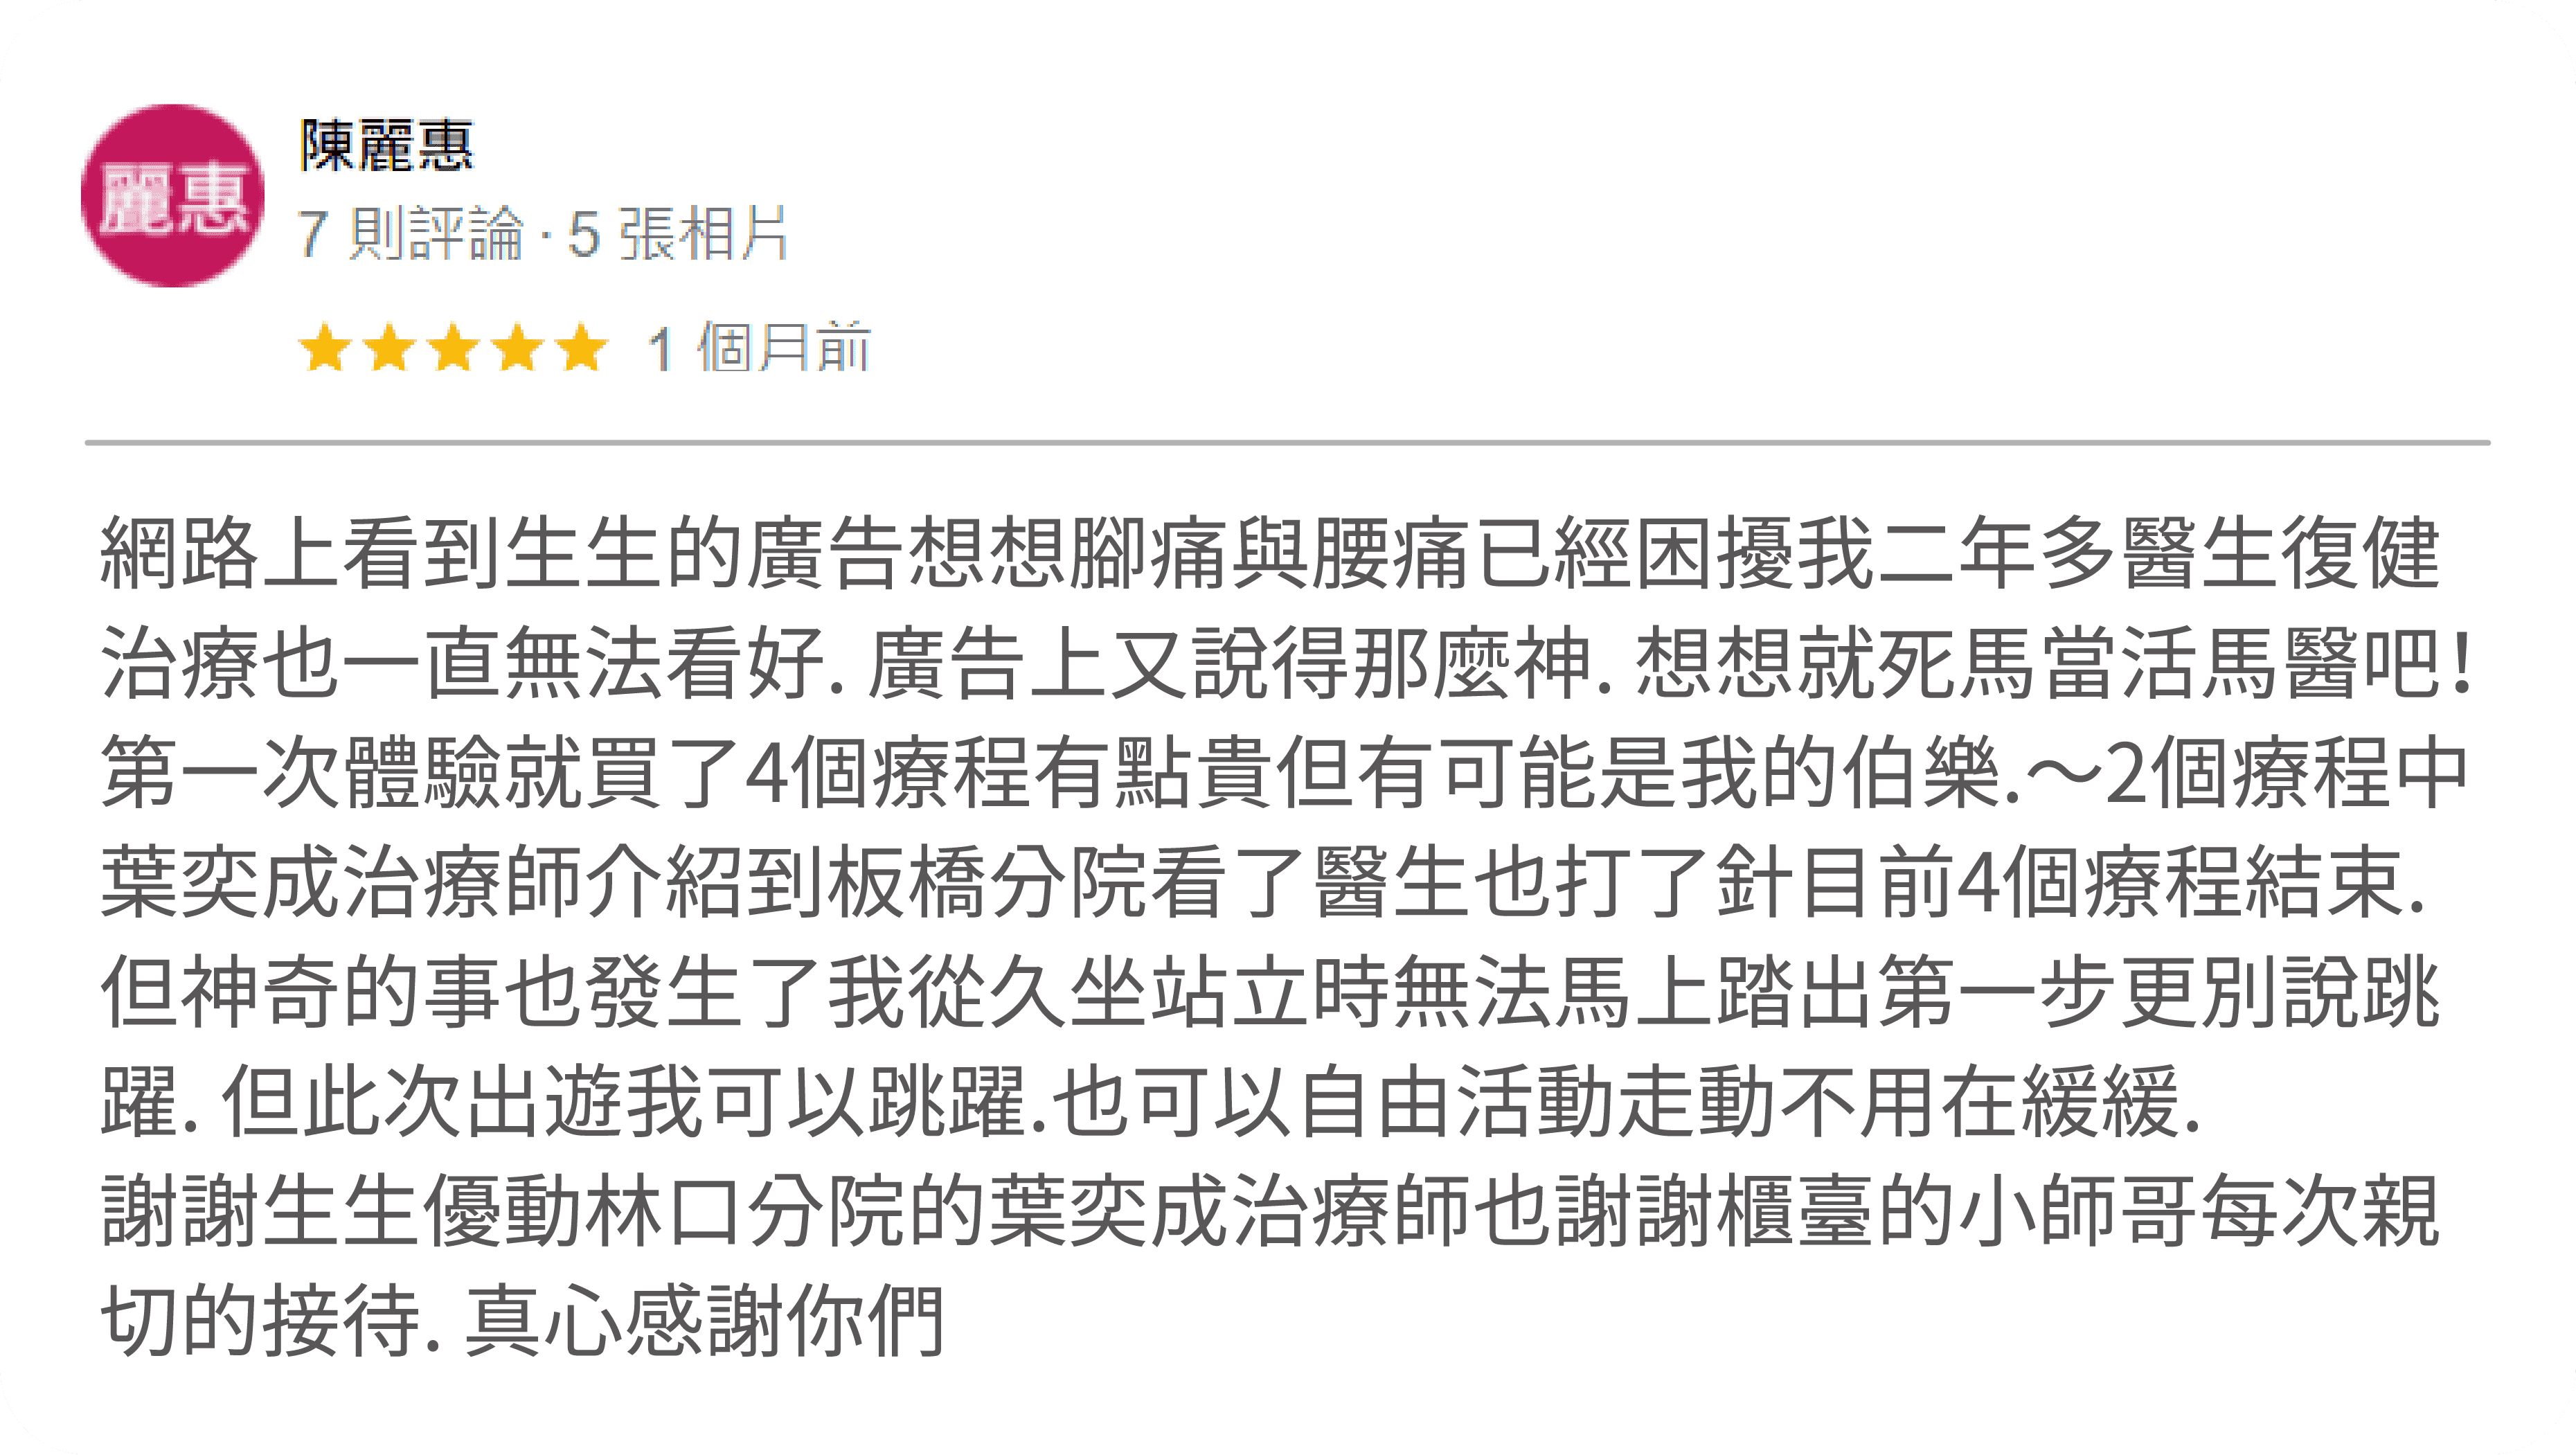 麗惠
陳麗惠
7 則評論 · 5 張相片
1 個月前
網路上看到生生的廣告想想腳痛與腰痛已經困擾我二年多醫生復健
治療也一直無法看好. 廣告上又說得那麼神. 想想就死馬當活馬醫吧!
第一次體驗就買了4個療程有點貴但有可能是我的伯樂.～2個療程中
葉奕成治療師介紹到板橋分院看了醫生也打了針目前4個療程結束.
但神奇的事也發生了我從久坐站立時無法馬上踏出第一步更別說跳
躍. 但此次出遊我可以跳躍.也可以自由活動走動不用在緩緩.
謝謝生生優動林口分院的葉奕成治療師也謝謝櫃臺的小師哥每次親
切的接待. 真心感謝你們